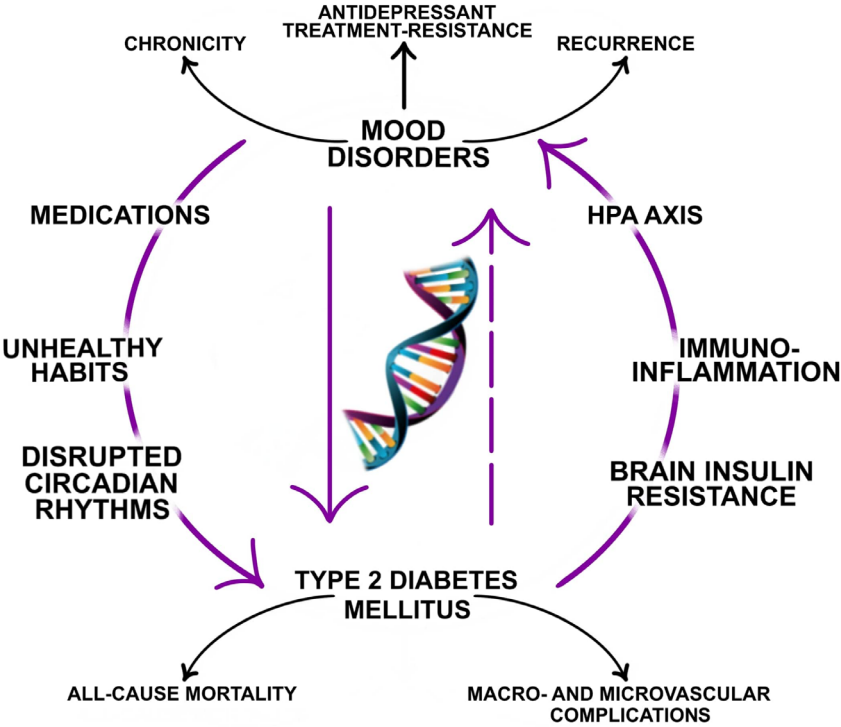 ANTIDEPRESSANT
TREATMENT-RESISTANCE
CHRONICITY
RECURRENCE
MOOD
DISORDERS
MEDICATIONS
HPA AXIS
UNHEALTHY
HABITS
IMMUNO-
INFLAMMATION
DISRUPTED
CIRCADIAN
RHYTHMS
BRAIN INSULIN
RESISTANCE
TYPE 2 DIABETES
MELLITUS
ALL-CAUSE MORTALITY
MACRO- AND MICROVASCULAR
COMPLICATIONS